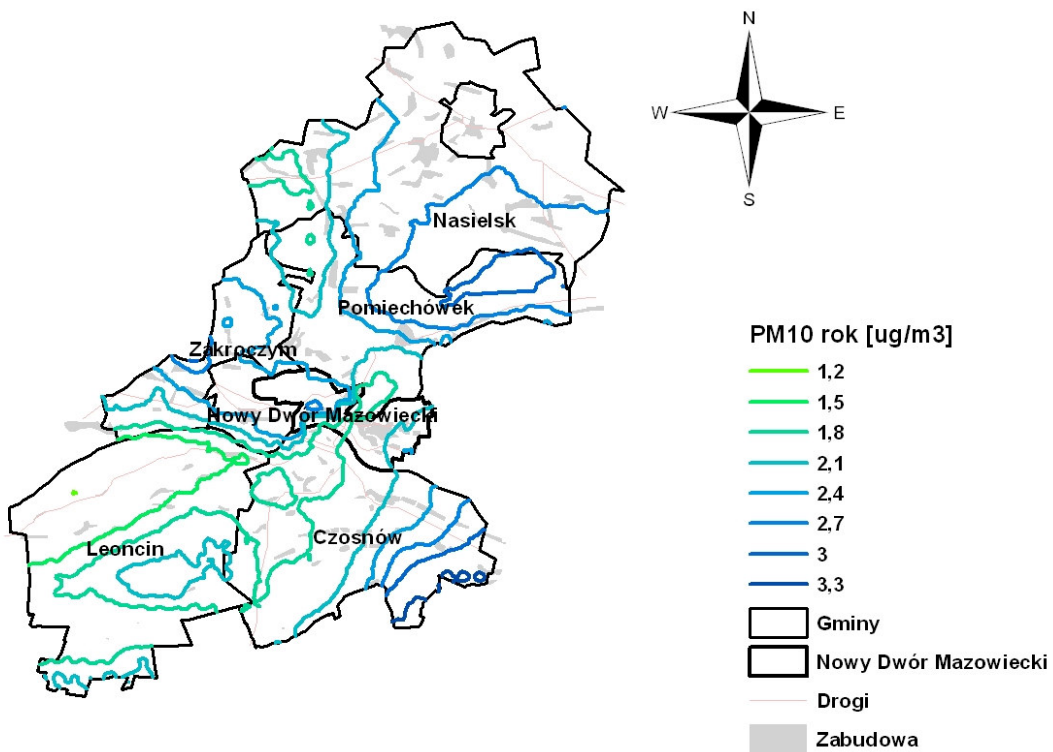 N
W
E
S
Nasielsk
Pomiechówek
Zakroczym
Nowy Dwór Mazowiecki
Leoncin
Czosnów
PM10 rok [ug/m3]
1,2
1,5
1,8
2,1
2,4
2,7
3
3,3
Gminy
Nowy Dwór Mazowiecki
Drogi
Zabudowa